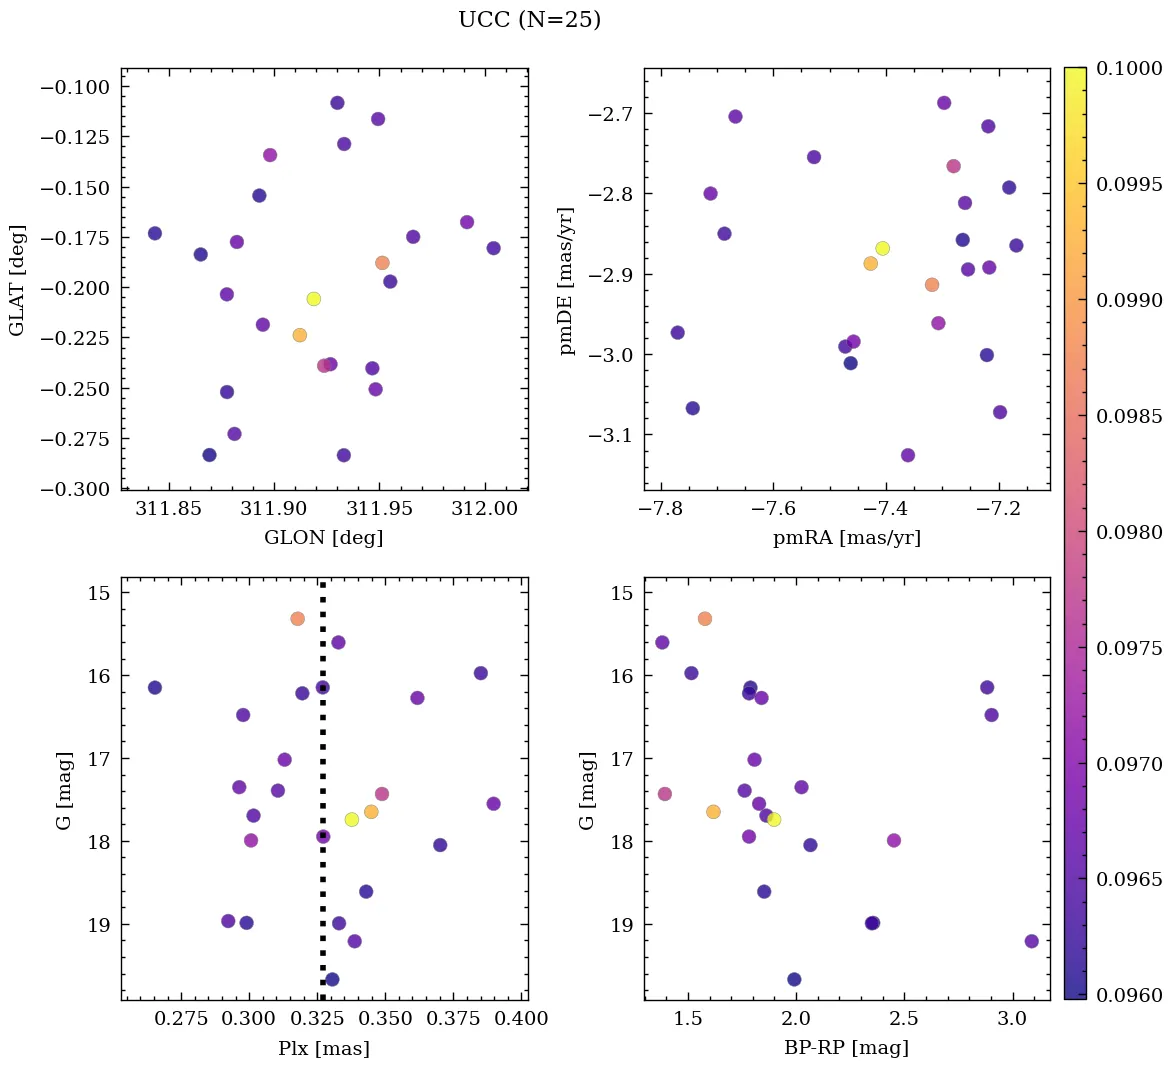 UCC (N=25)
−0.100
−0.125
−0.150
−0.175
−0.200
−0.225
−0.250
−0.275
−0.300
GLAT [deg]
311.85 311.90 311.95 312.00
GLON [deg]
−2.7
−2.8
−2.9
−3.0
−3.1
pmDE [mas/yr]
−7.8 −7.6 −7.4 −7.2
pmRA [mas/yr]
15
16
17
18
19
G [mag]
0.275 0.300 0.325 0.350 0.375 0.400
Plx [mas]
15
16
17
18
19
G [mag]
1.5 2.0 2.5 3.0
BP-RP [mag]
0.1000
0.0995
0.0990
0.0985
0.0980
0.0975
0.0970
0.0965
0.0960